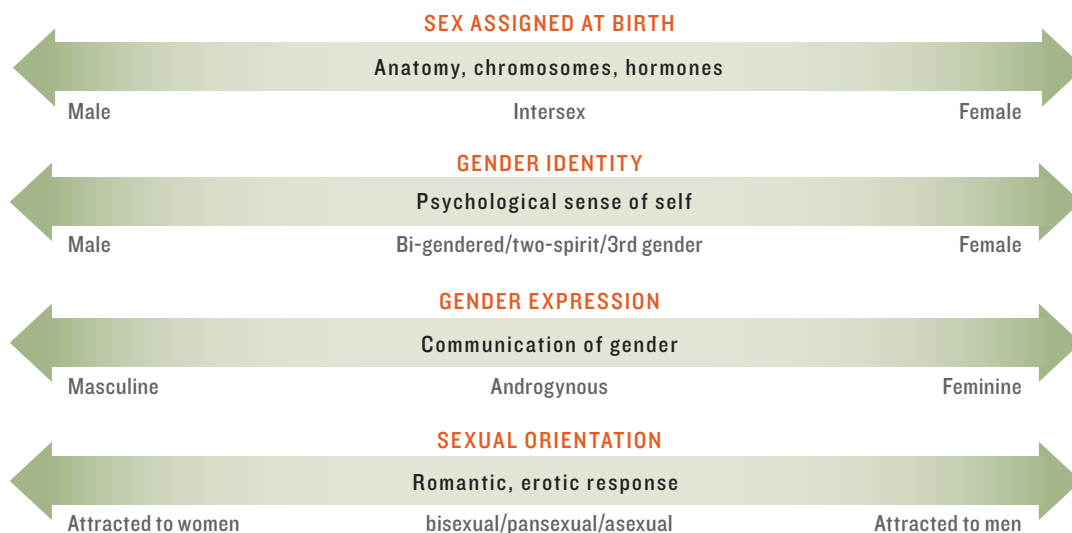 SEX ASSIGNED AT BIRTH
Anatomy, chromosomes, hormones
Male Intersex Female
GENDER IDENTITY
Psychological sense of self
Male Bi-gendered/two-spirit/3rd gender Female
GENDER EXPRESSION
Communication of gender
Masculine Androgynous Feminine
SEXUAL ORIENTATION
Romantic, erotic response
Attracted to women bisexual/pansexual/asexual Attracted to men